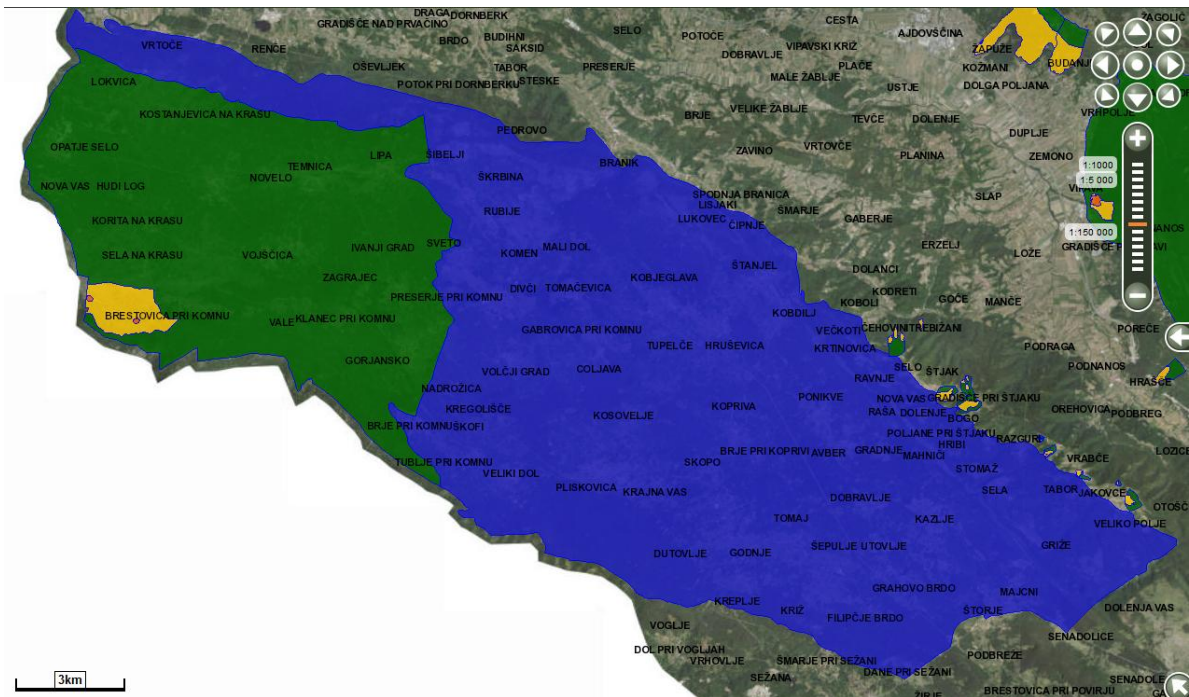 DRAGA
DORNBERK
GRADIŠČE NAD PRVAČINO
CESTA
ZAGOLIČ
VRTOČE
RENČE
BRDO
BUDIHNI
SAKSID
SELO
POTOČE
VIPAVSKI KRIŽ
AJDOVŠČINA
ZAPUŽE
OŠEVLJEK
TABOR
STESKE
PRESERJE
DOBRAVLJE
PLAČE
KOŽMANI
BUDANJE
LOKVICA
POTOK PRI DORNBERKU
MALE ŽABLJE
USTJE
DOLGA POLJANA
KOSTANJEVICA NA KRASU
BRJE
VELIKE ŽABLJE
TEVČE
DOLENJE
VRHPOLJE
PEDROVO
DUPLJE
OPATJE SELO
TEMNICA
LIPA
ŠIBELJI
BRANIK
ZAVINO
VRTOVČE
PLANINA
ZEMONO
1:1000
1:5 000
NOVA VAS
HUDI LOG
NOVELO
ŠKRBINA
SPODNJA BRANICA
LISJAKI
SLAP
RUBIJE
LUKOVEC
ČIPNJE
ŠMARJE
GABERJE
KORITA NA KRASU
1:150 000
SELA NA KRASU
VOJŠČICA
IVANJI GRAD
SVETO
KOMEN
MALI DOL
ERZELJ
LOŽE
ZAGRAJEC
KOBJEGLAVA
ŠTANJEL
DOLANCI
PRESERJE PRI KOMNU
DIVČI
TOMAČEVICA
KODRETI
KOBOLI
GOČE
MANČE
BRESTOVICA PRI KOMNU
VALE
KLANEC PRI KOMNU
KOBDILJ
GABROVICA PRI KOMNU
VEČKOTI
ČEHOVINI
TREBIŽANI
POREČE
TUPELČE
HRUŠEVICA
KRTINOVICA
PODRAGA
GORJANSKO
VOLČJI GRAD
COLJAVA
RAVNJE
SELO
ŠTJAK
PODNANOS
HRAŠČE
NADROŽICA
KREGOLIŠČE
KOSOVELJE
KOPRIVA
PONIKVE
NOVA VAS
GRADIŠČE PRI ŠTJAKU
RAŠA
DOLENJE
BOGO
OREHOVICA
PODBREG
BRJE PRI KOMNU
ŠKOFI
POLJANE PRI ŠTJAKU
HRIBI
RAZGURI
TUBLJE PRI KOMNU
VELIKI DOL
SKOPO
BRJE PRI KOPRIVI
AVBER
GRADNJE
MAHNIČI
VRABČE
LOZICE
STOMAŽ
PLISKOVICA
KRAJNA VAS
DOBRAVLJE
SELA
TABOR
JAKOVCE
TOMAJ
KAZLJE
VELIKO POLJE
DUTOVLJE
GODNJE
ŠEPULJE
UTOVLJE
GRIŽE
GRAHOVO BRDO
MAJCNI
KREPLJE
KRIŽ
FILIPČJE BRDO
ŠTORJE
DOLENJA VAS
VOGLJE
SENADOLICE
DOL PRI VOGLJAH
VRHOVLJE
ŠMARJE PRI SEŽANI
DANE PRI SEŽANI
PODBREZE
3km
SEŽANA
SENADOLE
BRESTOVICA PRI POVIRJU